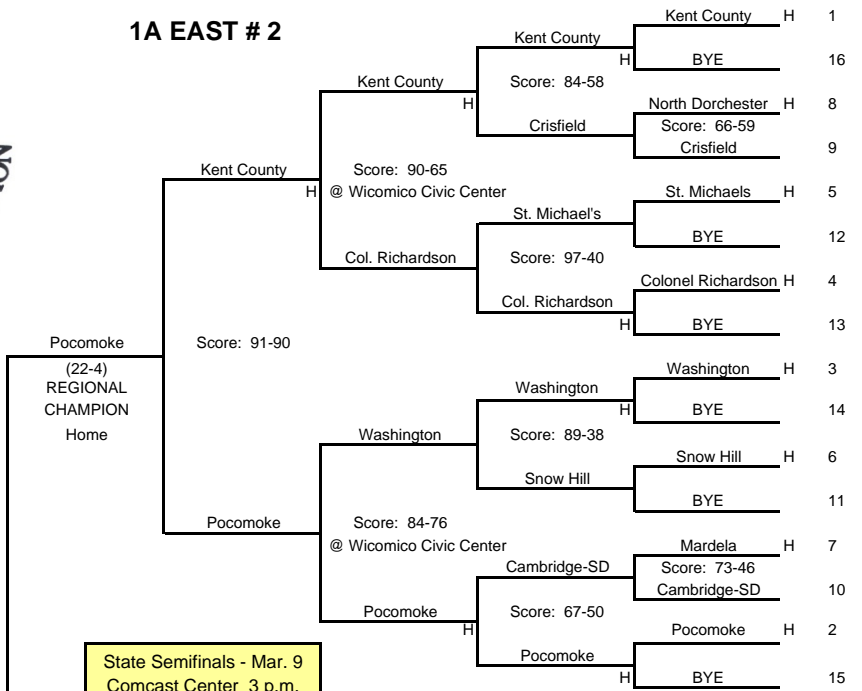 1A EAST # 2
Kent County H 1
Kent County
H BYE 16
Kent County Score: 84-58
H
North Dorchester H 8
Crisfield Score: 66-59
Crisfield 9
Kent County Score: 90-65
H @ Wicomico Civic Center
St. Michaels H 5
St. Michael's
BYE 12
Col. Richardson Score: 97-40
Colonel Richardson H 4
Col. Richardson
H BYE 13
Pocomoke Score: 91-90
(22-4)
REGIONAL
CHAMPION
Home
Washington H 3
Washington
H BYE 14
Washington Score: 89-38
Snow Hill H 6
Snow Hill
BYE 11
Pocomoke Score: 84-76
@ Wicomico Civic Center
Mardela H 7
Cambridge-SD Score: 73-46
Cambridge-SD 10
Pocomoke Score: 67-50
H
Pocomoke H 2
Pocomoke
H BYE 15
State Semifinals - Mar. 9
Comcast Center 3 p.m.